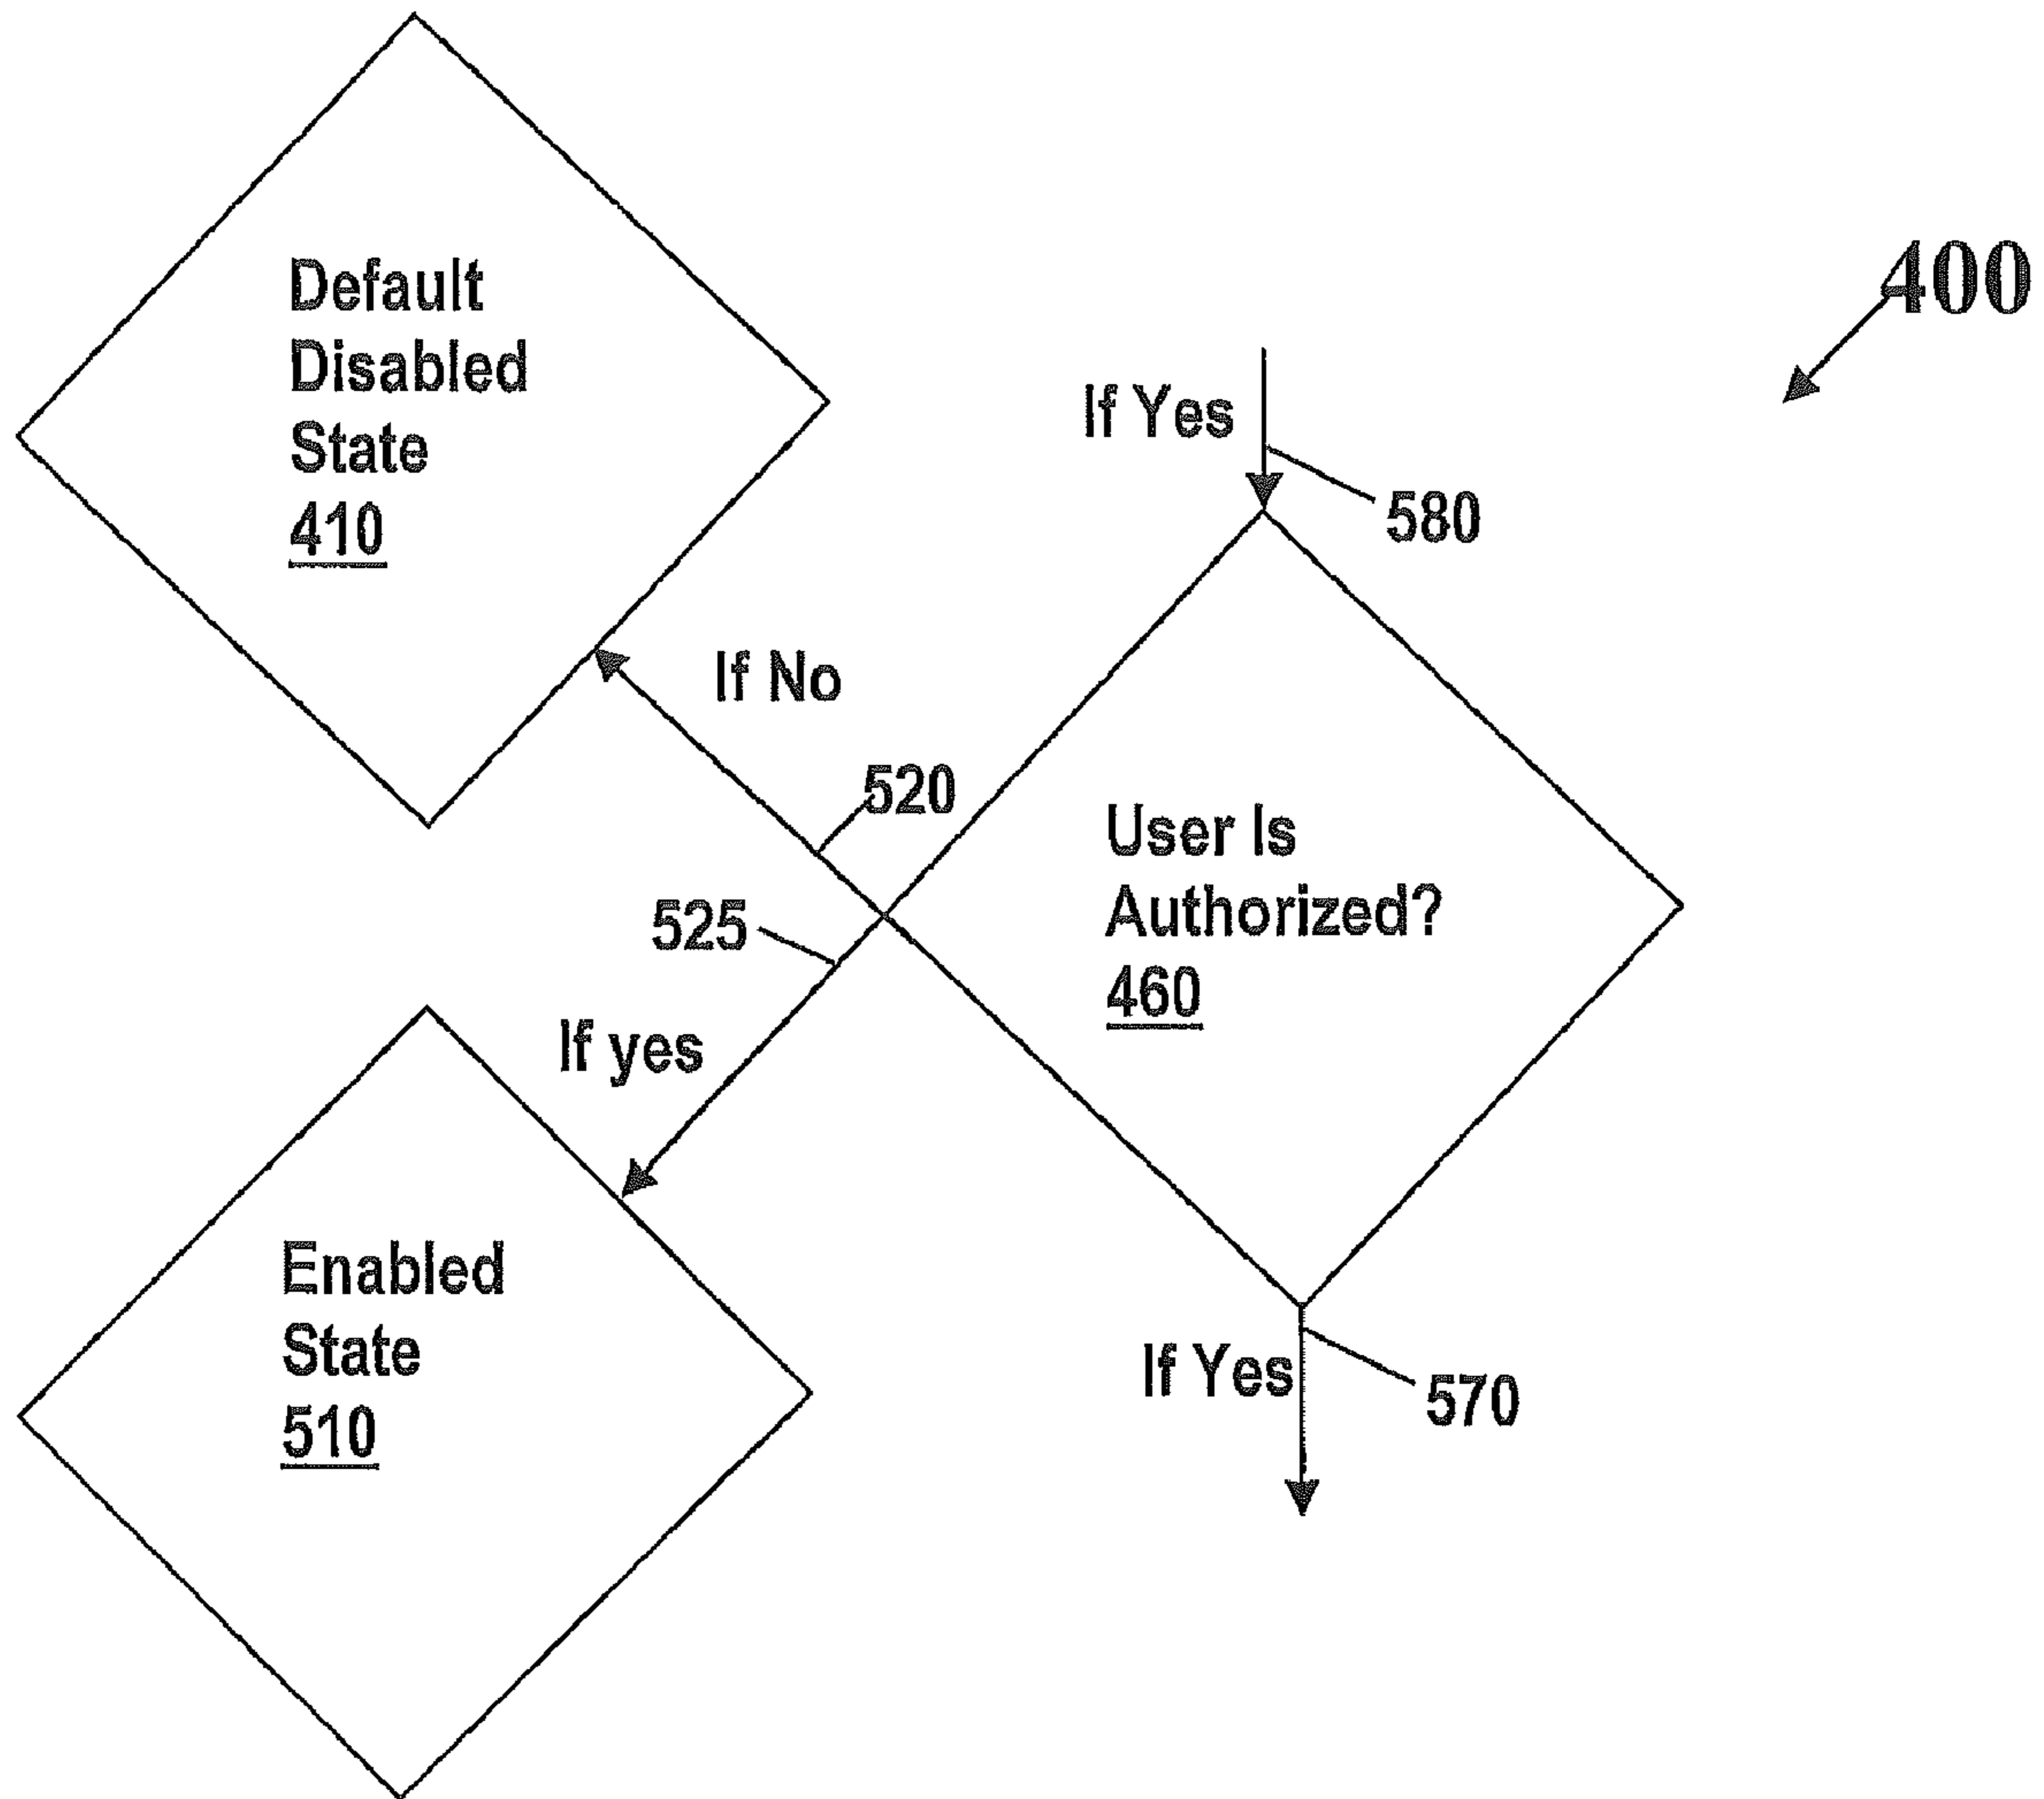 Default
Disabled
State
410
400
If Yes
580
If No
520
User Is
Authorized?
460
525
If yes
Enabled
State
510
If Yes
570